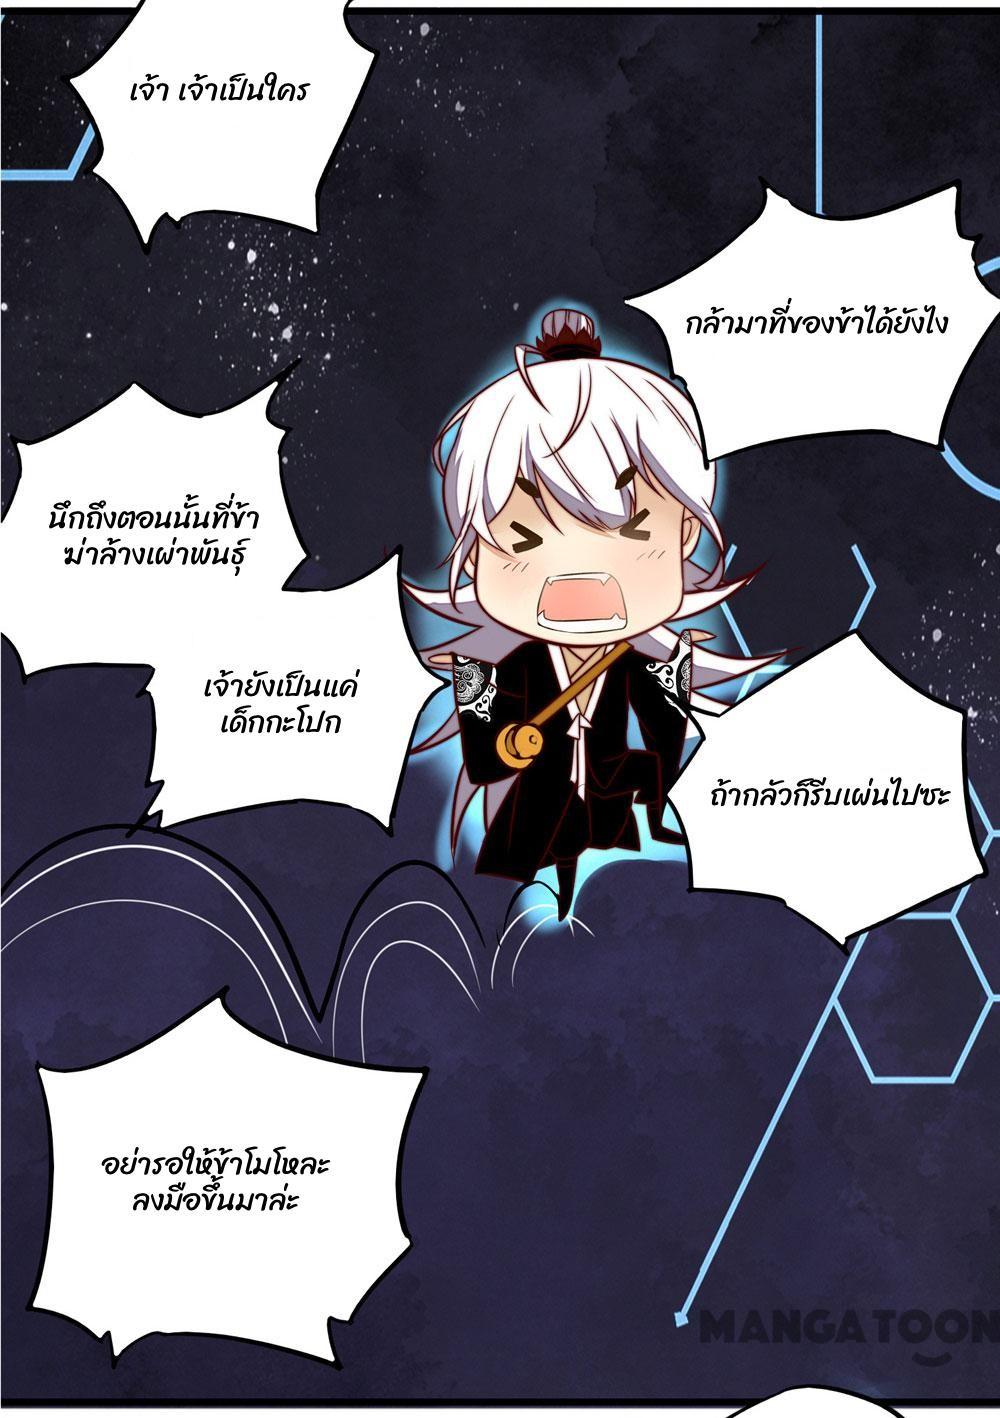 เจ้า เจ้าเป็นใคร
กล้ามาที่ของข้าได้ยังไง
นึกถึงตอนนั้นที่ข้า
ฆ่าล้างเผ่าพันธุ์
เจ้ายังเป็นแค่
เด็กกะโปก
ถ้ากลัวก็รีบเผ่นไปซะ
อย่ารอให้ข้าโมโหละ
ลงมือขึ้นมาล่ะ
MANGATOON